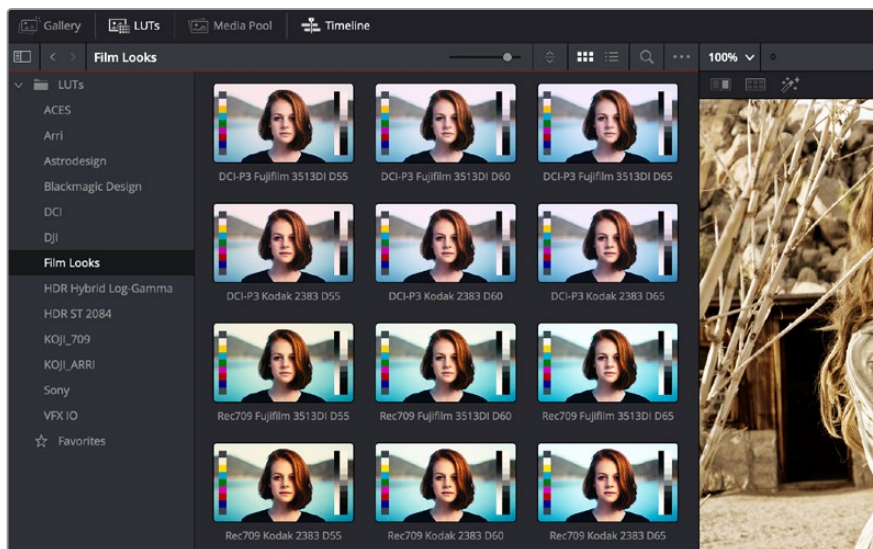 Gallery LUTs Media Pool Timeline
Film Looks 100%
LUTs
ACES
Arri
Astrodesign
Blackmagic Design
DCI
DJI
Film Looks
HDR Hybrid Log-Gamma
HDR ST 2084
KOJI_709
KOJI_ARRI
Sony
VFX IO
Favorites
DCI-P3 Fujifilm 3513DI D55 DCI-P3 Fujifilm 3513DI D60 DCI-P3 Fujifilm 3513DI D65
DCI-P3 Kodak 2383 D55 DCI-P3 Kodak 2383 D60 DCI-P3 Kodak 2383 D65
Rec709 Fujifilm 3513DI D55 Rec709 Fujifilm 3513DI D60 Rec709 Fujifilm 3513DI D65
Rec709 Kodak 2383 D55 Rec709 Kodak 2383 D60 Rec709 Kodak 2383 D65